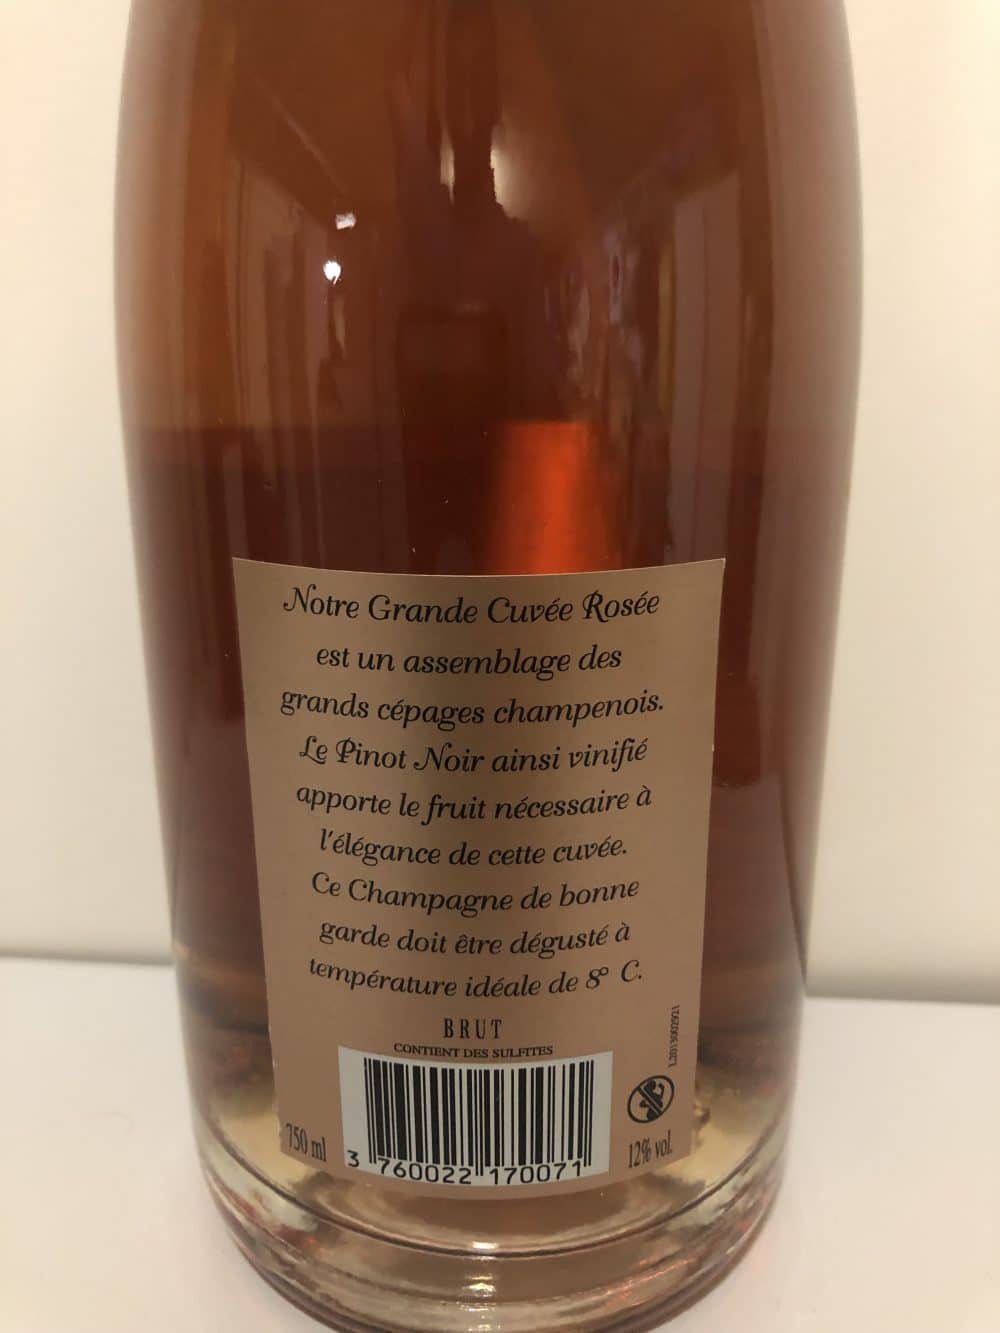 Notre Grande Cuvée Rosée
est un assemblage des
grands cépages champenois.
Le Pinot Noir ainsi vinifié
apporte le fruit nécessaire à
l'élégance de cette cuvée.
Ce Champagne de bonne
garde doit être dégusté à
température idéale de 8° C.
BRUT
CONTIENT DES SULFITES
750 ml
3 760022 170071
12% vol.